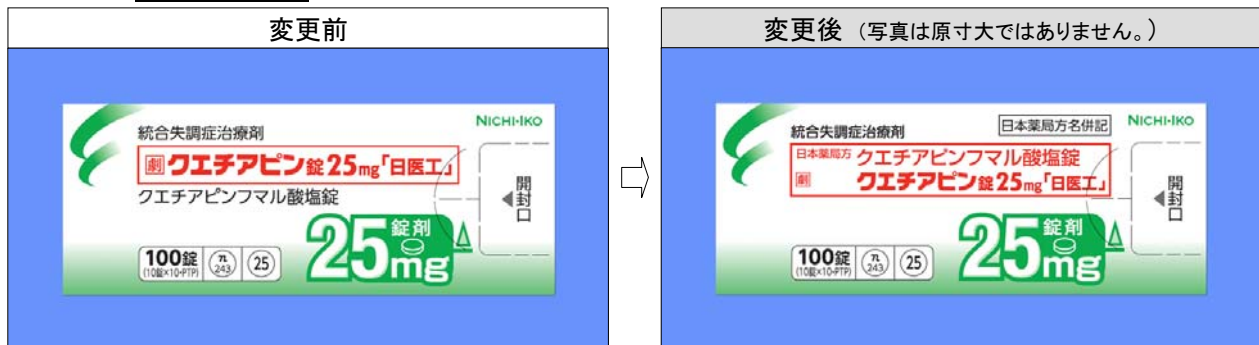 変更前
NICHI-IKO
統合失調症治療剤
劇 クエチアピン錠25mg「日医工」
クエチアピンフマル酸塩錠
開封口
錠剤
25mg
100錠
(10錠×10・PTP)
n
243
25
変更後 (写真は原寸大ではありません。)
NICHI-IKO
日本薬局方名併記
統合失調症治療剤
日本薬局方 クエチアピンフマル酸塩錠
劇 クエチアピン錠25mg「日医工」
開封口
錠剤
25mg
100錠
(10錠×10・PTP)
n
243
25